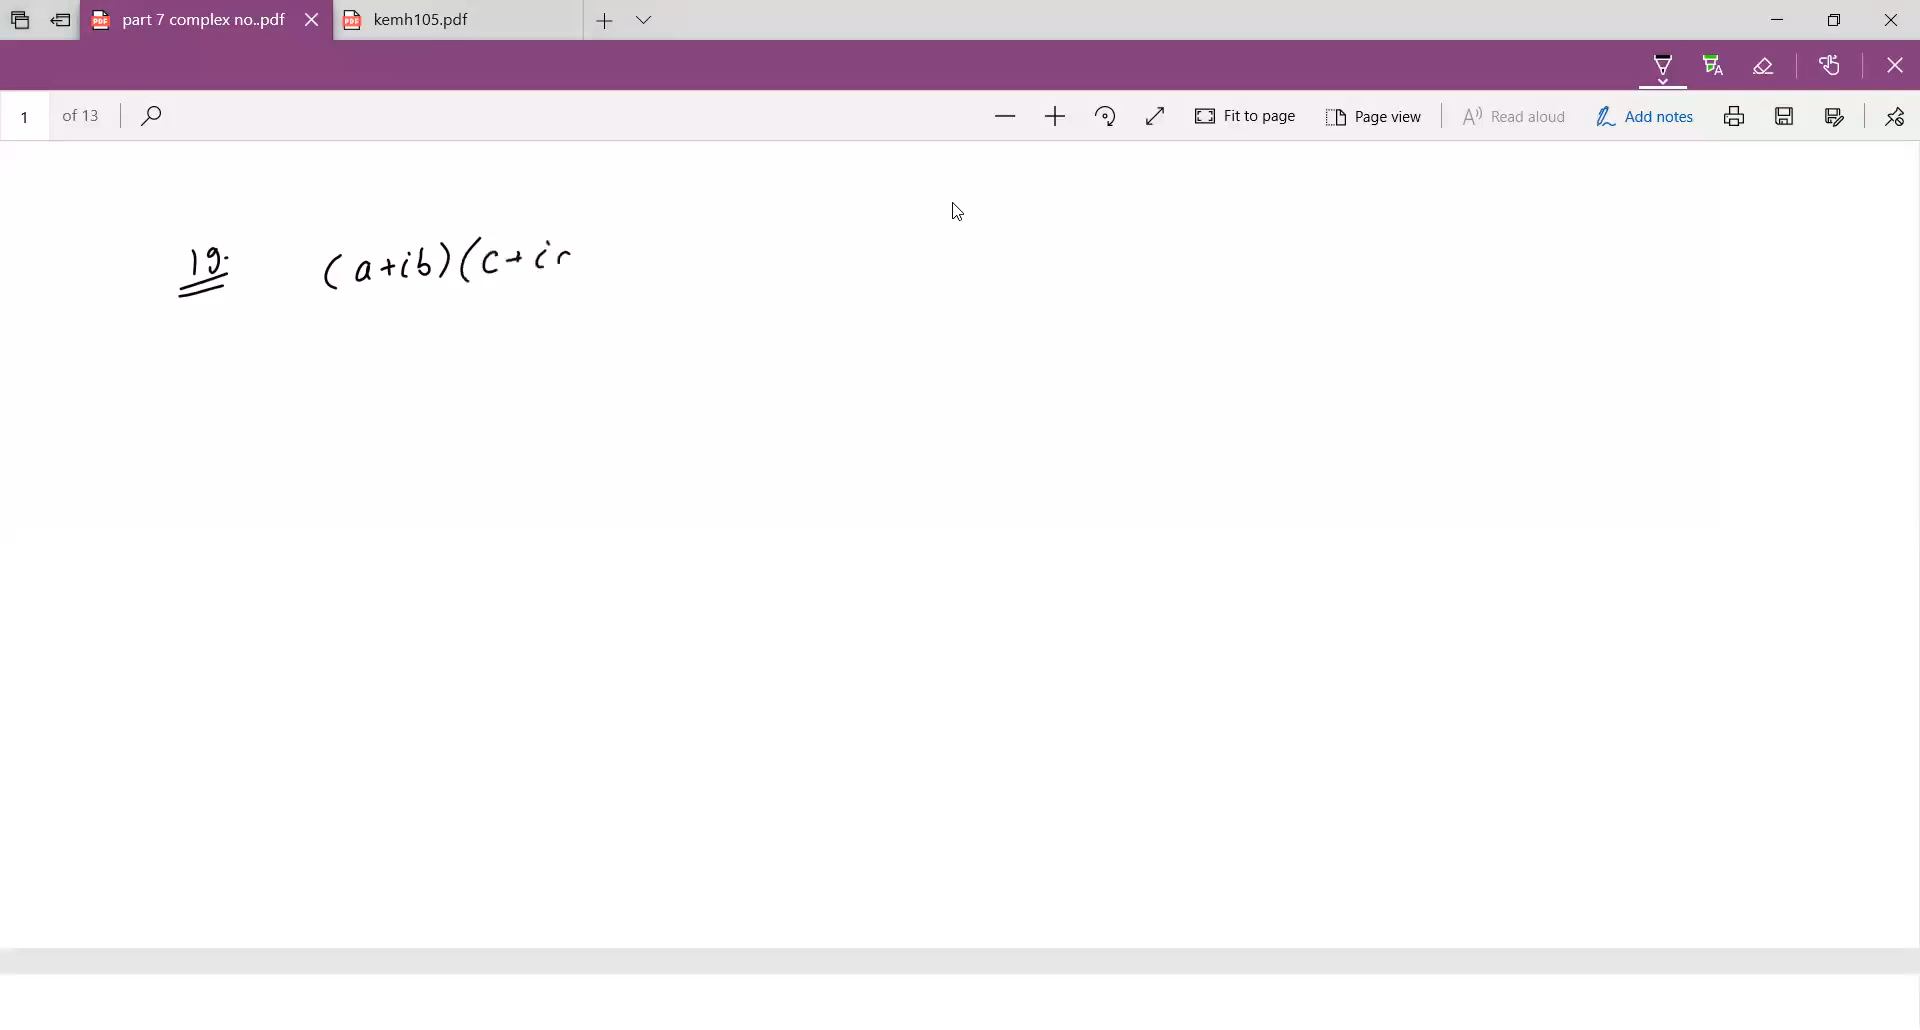 part 7 complex no..pdf
kemh105.pdf
1 of 13
Fit to page
Page view
Read aloud
Add notes
19. (a+ib)(c+i